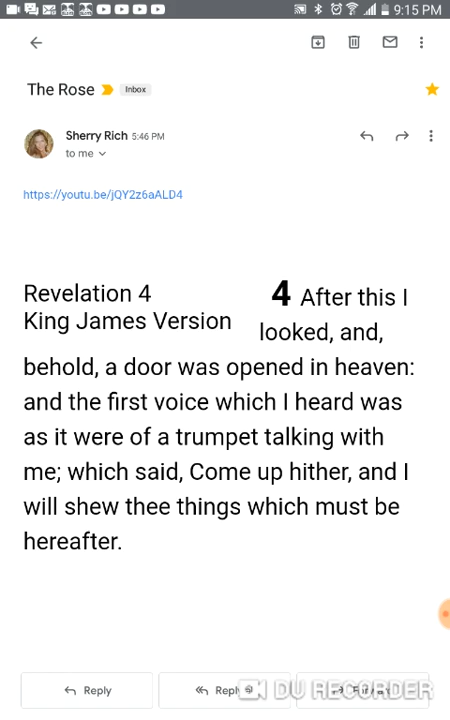 9:15 PM
The Rose Inbox
Sherry Rich 5:46 PM
to me
https://youtu.be/jQY2z6aALD4
Revelation 4
King James Version
4 After this I
looked, and,
behold, a door was opened in heaven:
and the first voice which I heard was
as it were of a trumpet talking with
me; which said, Come up hither, and I
will shew thee things which must be
hereafter.
Reply
DU RECORDER